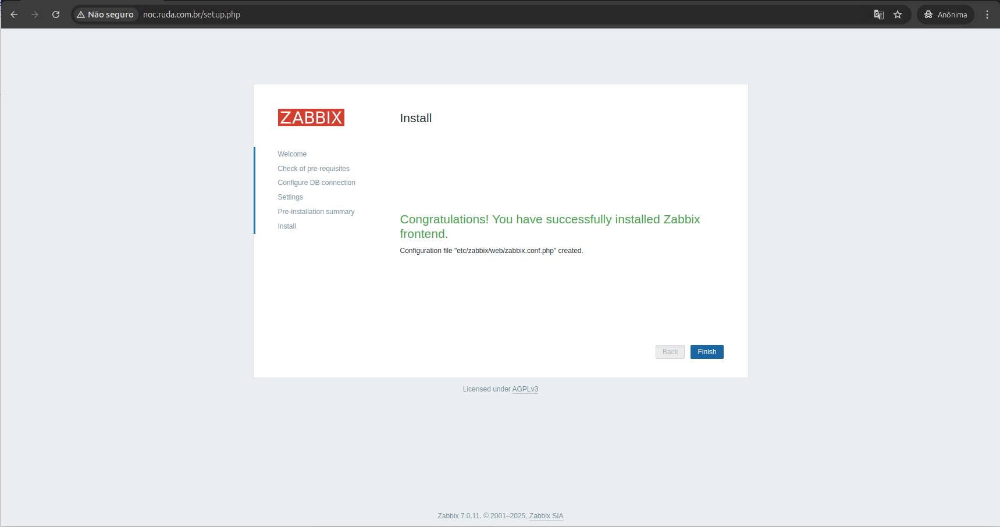 Não seguro
noc.ruda.com.br/setup.php
Anônima
ZABBIX
Install
Welcome
Check of pre-requisites
Configure DB connection
Settings
Pre-installation summary
Install
Congratulations! You have successfully installed Zabbix
frontend.
Configuration file "etc/zabbix/web/zabbix.conf.php" created.
Back
Finish
Licensed under AGPLv3
Zabbix 7.0.11. © 2001–2025, Zabbix SIA